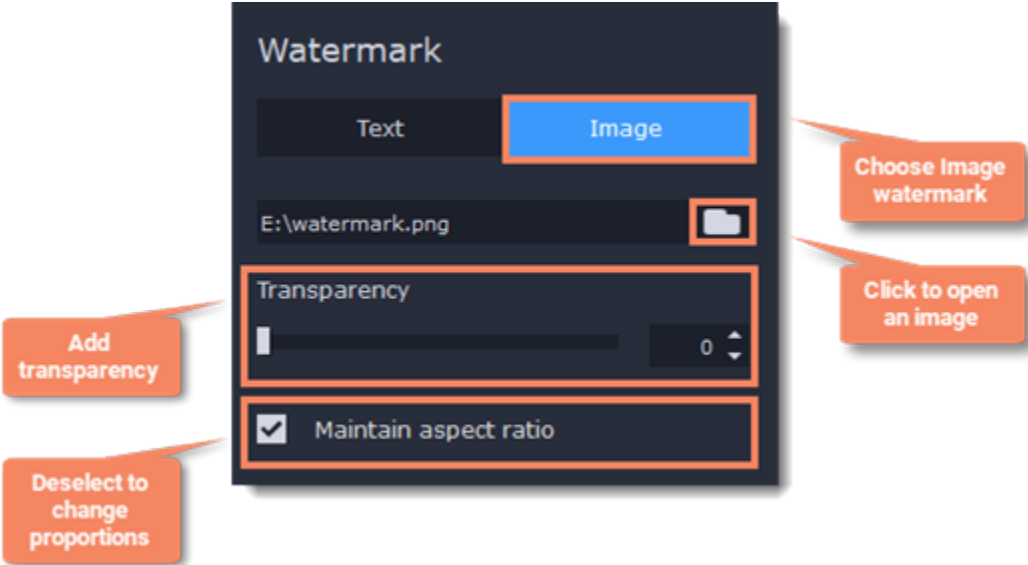 Watermark
Text
Image
Choose Image
watermark
E:\watermark.png
Click to open
an image
Transparency
0
Add
transparency
Maintain aspect ratio
Deselect to
change
proportions